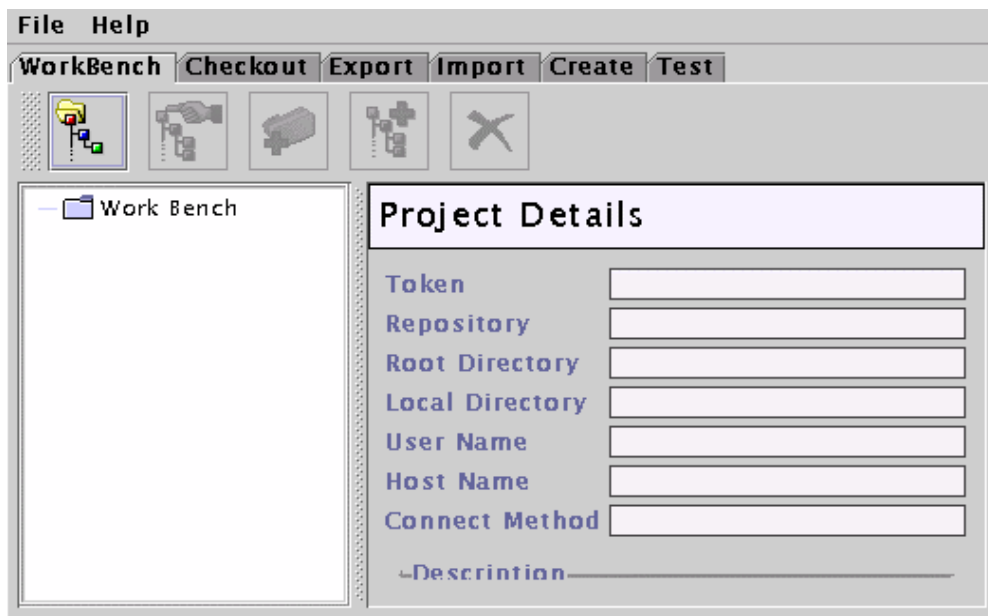 File Help
WorkBench Checkout Export Import Create Test
Work Bench
Project Details
Token
Repository
Root Directory
Local Directory
User Name
Host Name
Connect Method
Description